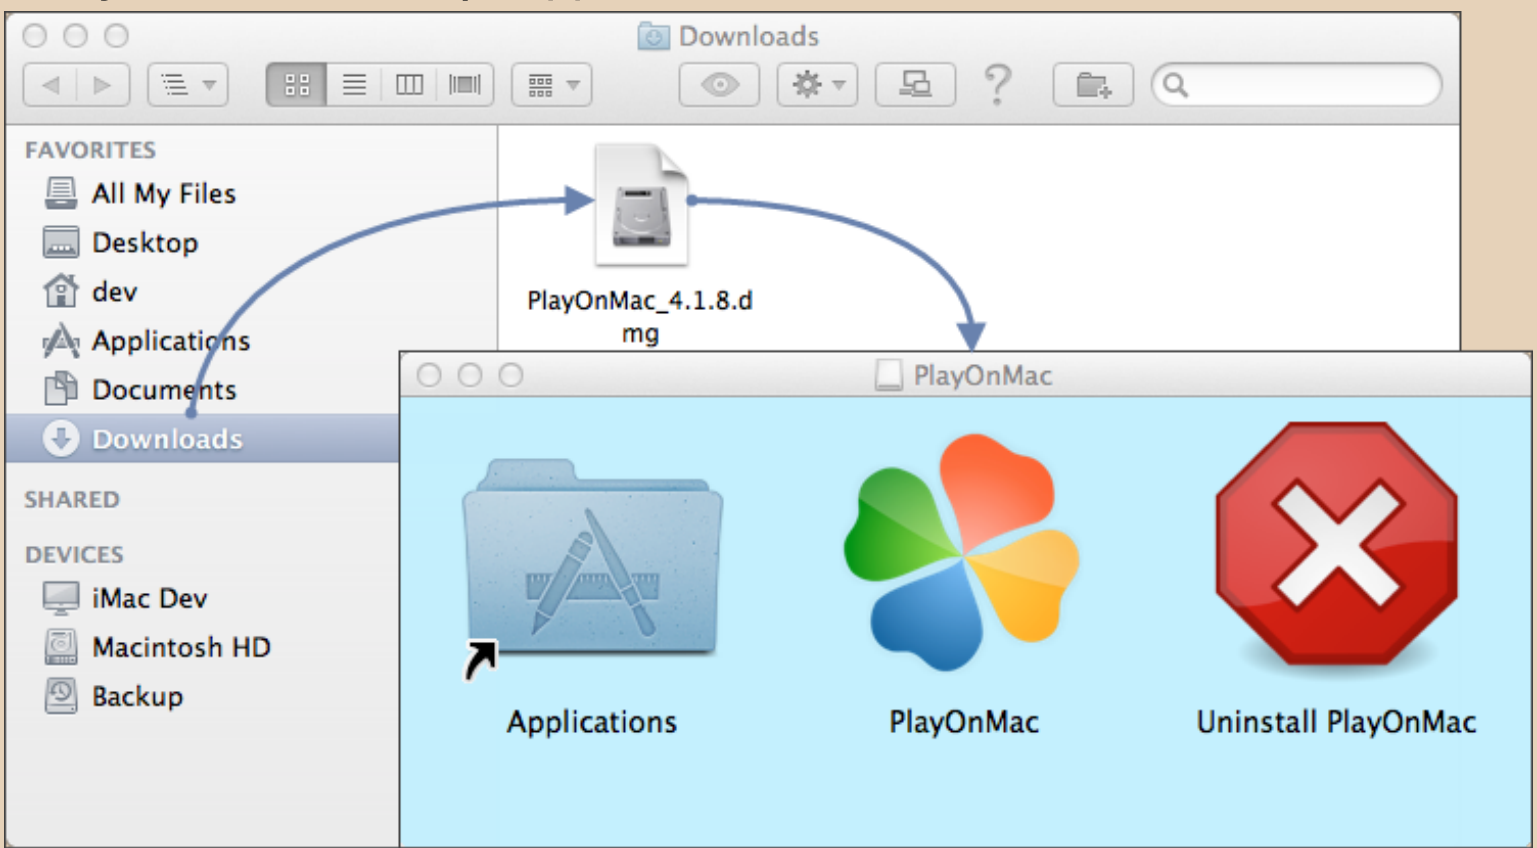 Downloads
FAVORITES
All My Files
Desktop
dev
Applications
Documents
Downloads
SHARED
DEVICES
iMac Dev
Macintosh HD
Backup
PlayOnMac_4.1.8.d
mg
PlayOnMac
Applications
PlayOnMac
Uninstall PlayOnMac